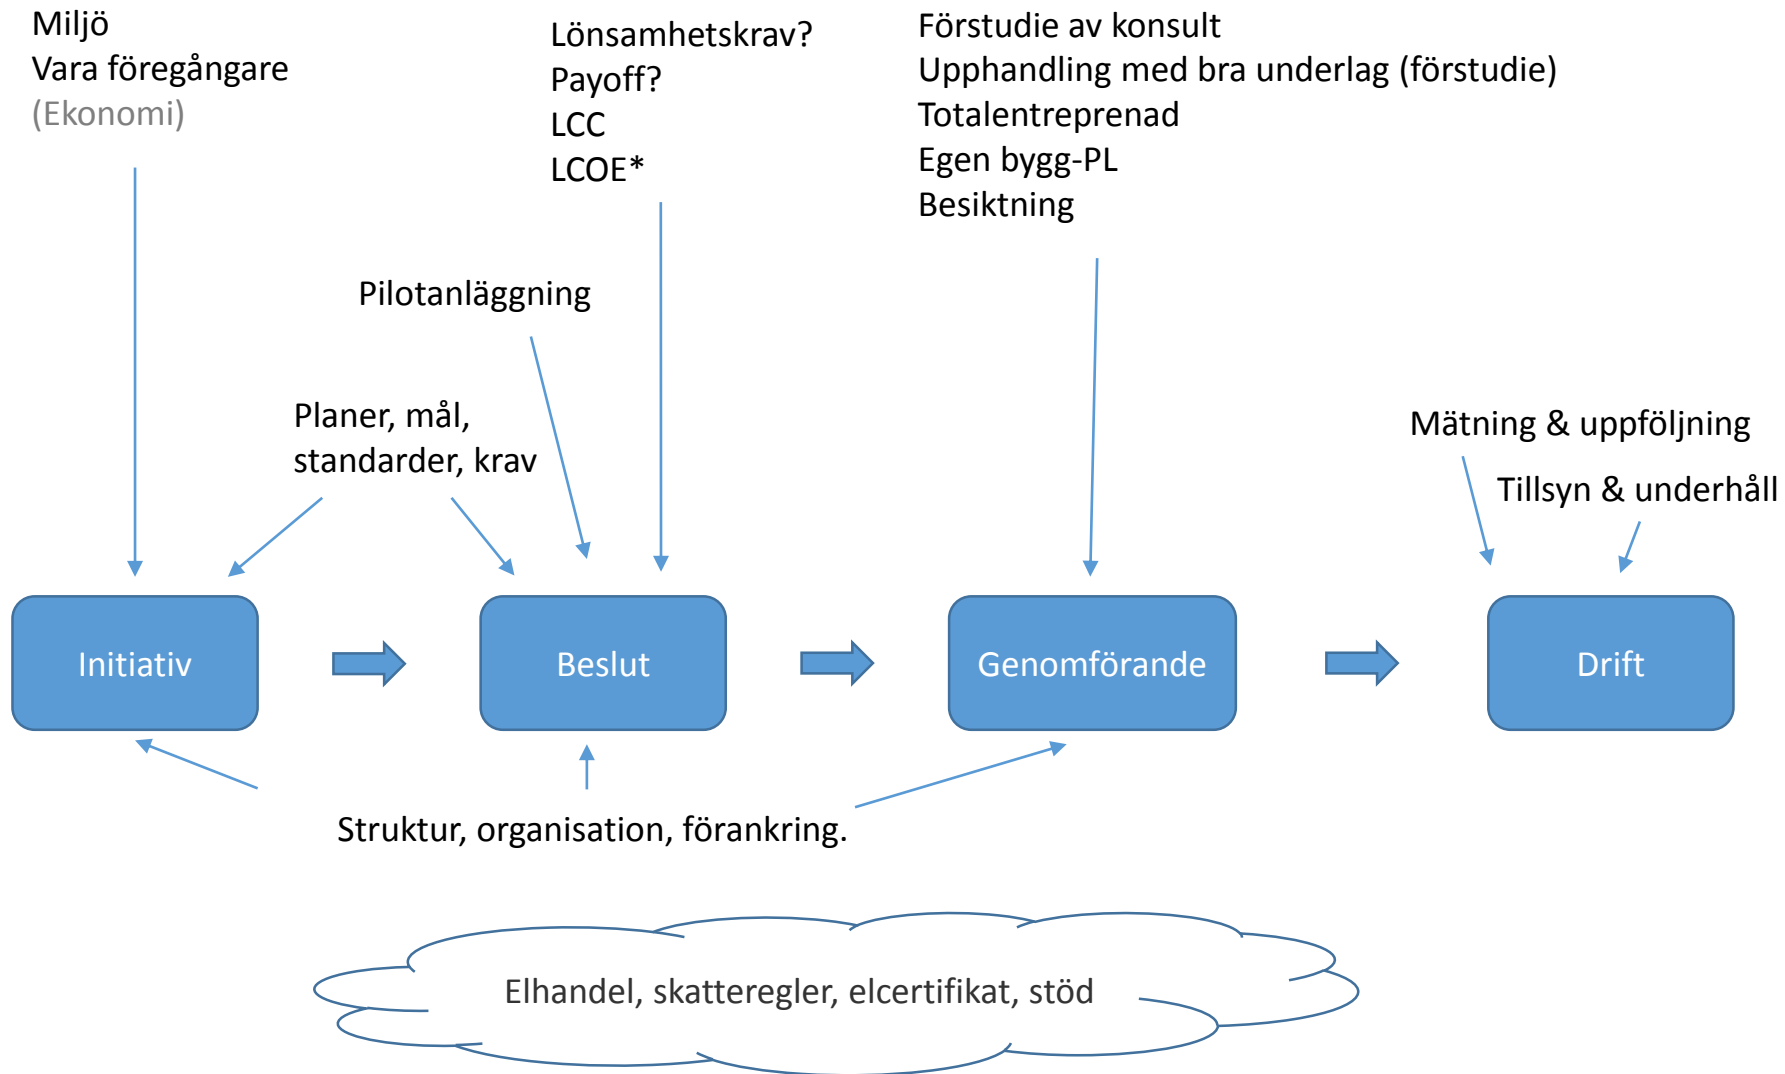 Miljö
Vara föregångare
(Ekonomi)
Lönsamhetskrav?
Payoff?
LCC
LCOE*
Förstudie av konsult
Upphandling med bra underlag (förstudie)
Totalentreprenad
Egen bygg-PL
Besiktning
Pilotanläggning
Planer, mål,
standarder, krav
Mätning & uppföljning
Tillsyn & underhåll
Initiativ
Beslut
Genomförande
Drift
Struktur, organisation, förankring.
Elhandel, skatteregler, elcertifikat, stöd